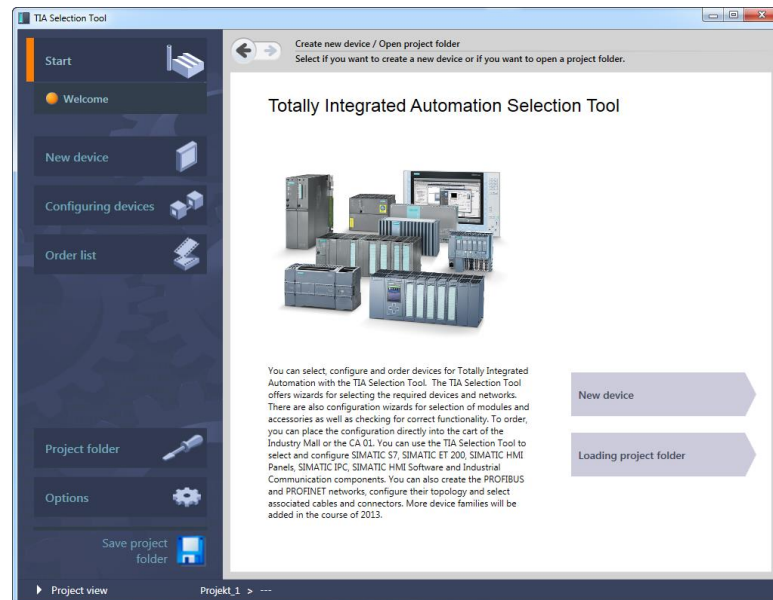 TIA Selection Tool
Start
Welcome
New device
Configuring devices
Order list
Project folder
Options
Save project
folder
Create new device / Open project folder
Select if you want to create a new device or if you want to open a project folder.
Totally Integrated Automation Selection Tool
You can select, configure and order devices for Totally Integrated
Automation with the TIA Selection Tool. The TIA Selection Tool
offers wizards for selecting the required devices and networks.
There are also configuration wizards for selection of modules and
accessories as well as checking for correct functionality. To order,
you can place the configuration directly into the cart of the
Industry Mall or the CA 01. You can use the TIA Selection Tool to
select and configure SIMATIC S7, SIMATIC ET 200, SIMATIC HMI
Panels, SIMATIC IPC, SIMATIC HMI Software and Industrial
Communication components. You can also create the PROFIBUS
and PROFINET networks, configure their topology and select
associated cables and connectors. More device families will be
added in the course of 2013.
New device
Loading project folder
Project view
Projekt_1 > ---